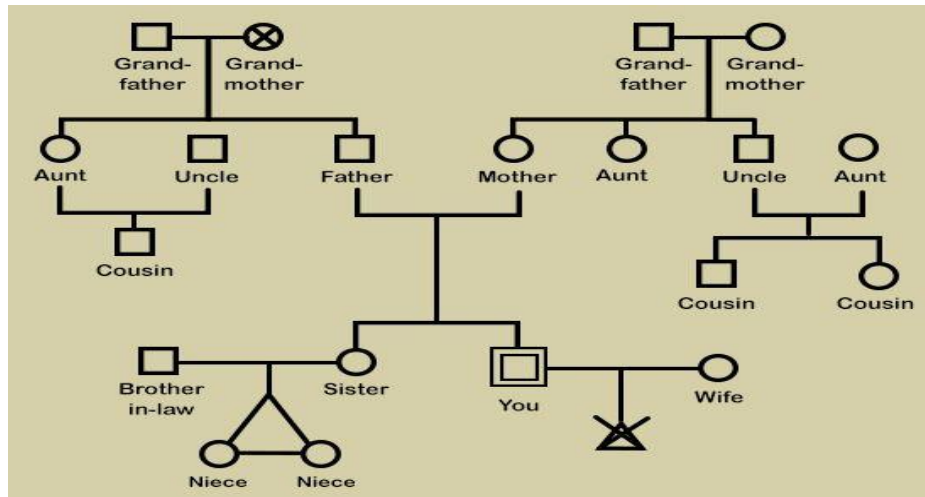 Grand-
father
Grand-
mother
Grand-
father
Grand-
mother
Aunt
Uncle
Father
Mother
Aunt
Uncle
Aunt
Cousin
Cousin
Cousin
Brother
in-law
Sister
You
Wife
Niece
Niece